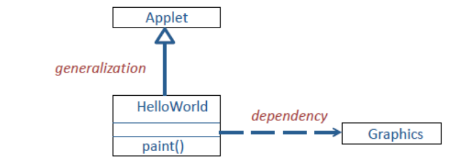 Applet
generalization
HelloWorld
dependency
Graphics
paint()